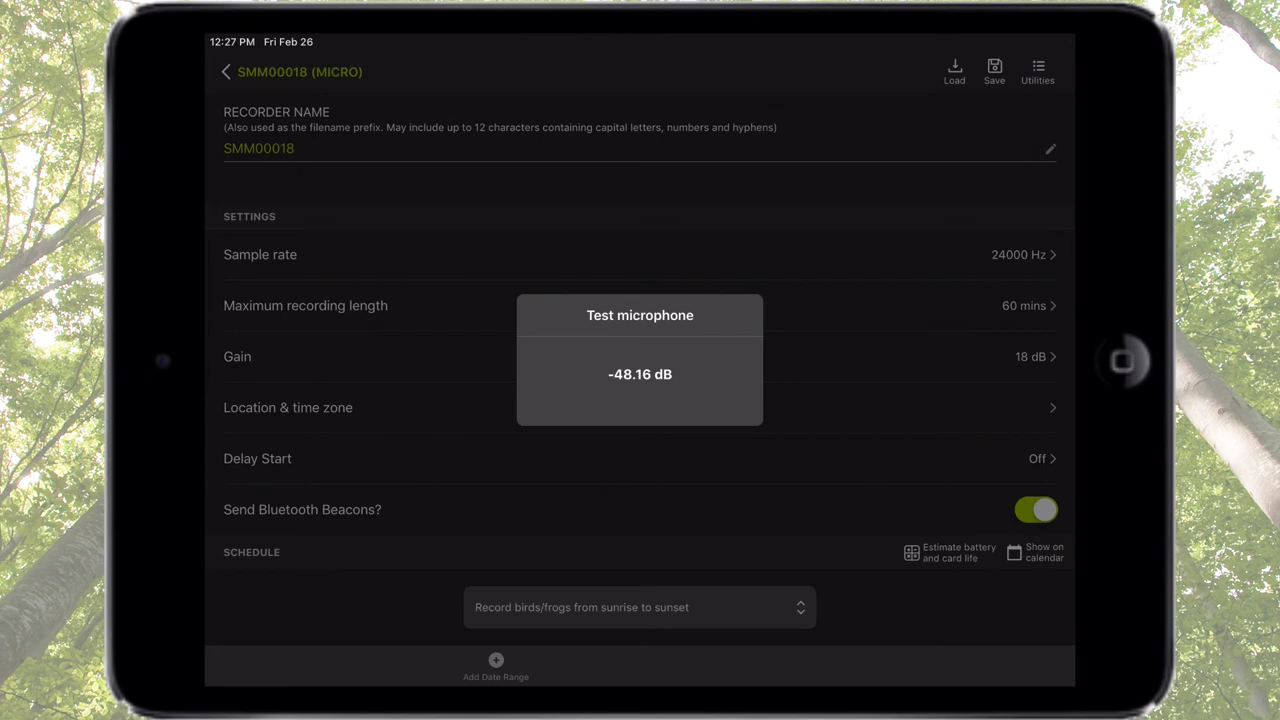 12:27 PM Fri Feb 26
SMM00018 (MICRO)
Load
Save
Utilities
RECORDER NAME
(Also used as the filename prefix. May include up to 12 characters containing capital letters, numbers and hyphens)
SMM00018
SETTINGS
Sample rate
24000 Hz
Maximum recording length
60 mins
Test microphone
-48.16 dB
Gain
18 dB
Location & time zone
Delay Start
Off
Send Bluetooth Beacons?
SCHEDULE
Estimate battery
and card life
Show on
calendar
Record birds/frogs from sunrise to sunset
Add Date Range